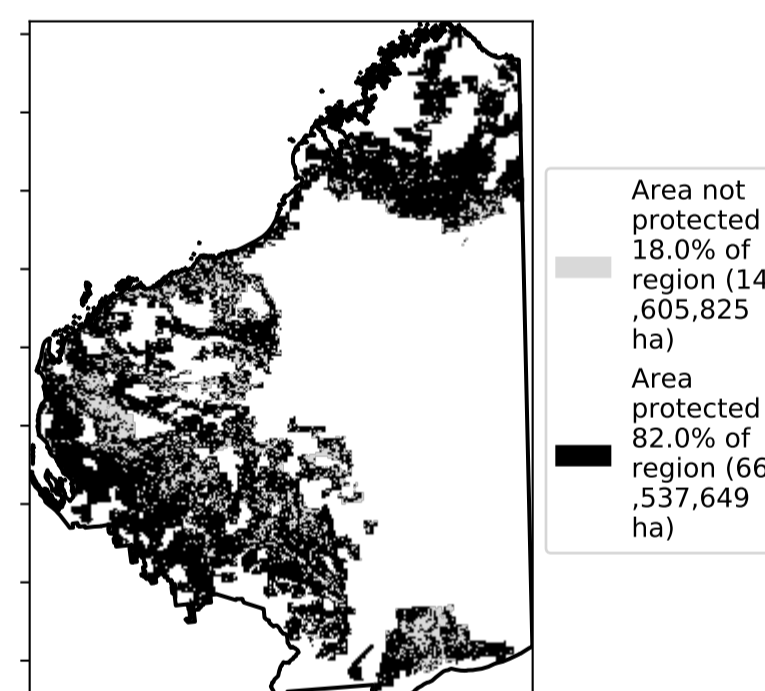 Area not
protected
18.0% of
region (14
,605,825
ha)
Area
protected
82.0% of
region (66
,537,649
ha)